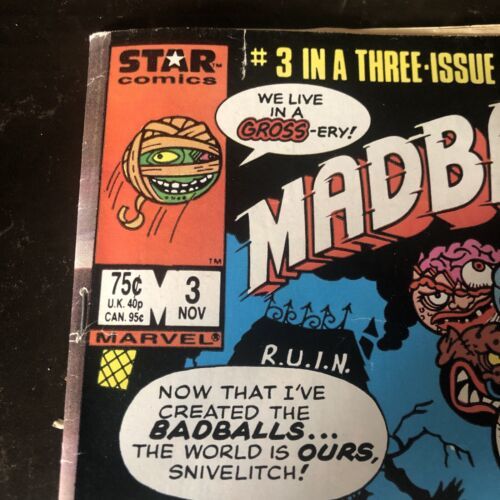 STAR™
comics
# 3 IN A THREE-ISSUE
WE LIVE
IN A
GROSS-ERY!
MADB
TM
75¢
U.K. 40p
CAN. 95¢
M
3
NOV
MARVEL®
R.U.I.N.
NOW THAT I'VE
CREATED THE
BADBALLS...
THE WORLD IS OURS,
SNIVELITCH!